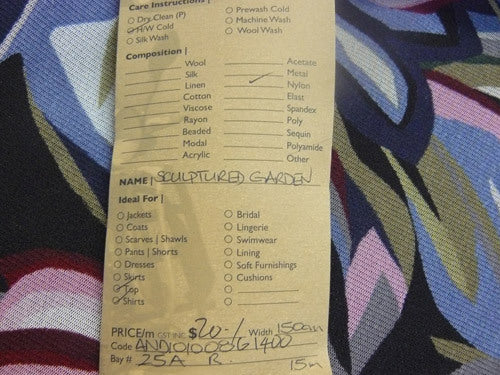 Care Instructions |
Dry Clean (P)
H/W Cold
Silk Wash
Prewash Cold
Machine Wash
Wool Wash
Composition |
Wool
Silk
Linen
Cotton
Viscose
Rayon
Beaded
Modal
Acrylic
Acetate
Metal
Nylon
Elast
Spandex
Poly
Sequin
Polyamide
Other
NAME | SCULPTURED GARDEN
Ideal For |
Jackets
Coats
Scarves | Shawls
Pants | Shorts
Dresses
Skirts
Top
Shirts
Bridal
Lingerie
Swimwear
Lining
Soft Furnishings
Cushions
PRICE/m GST INC $20-/ Width 150cm
Code
Bay # 25A R. 15m